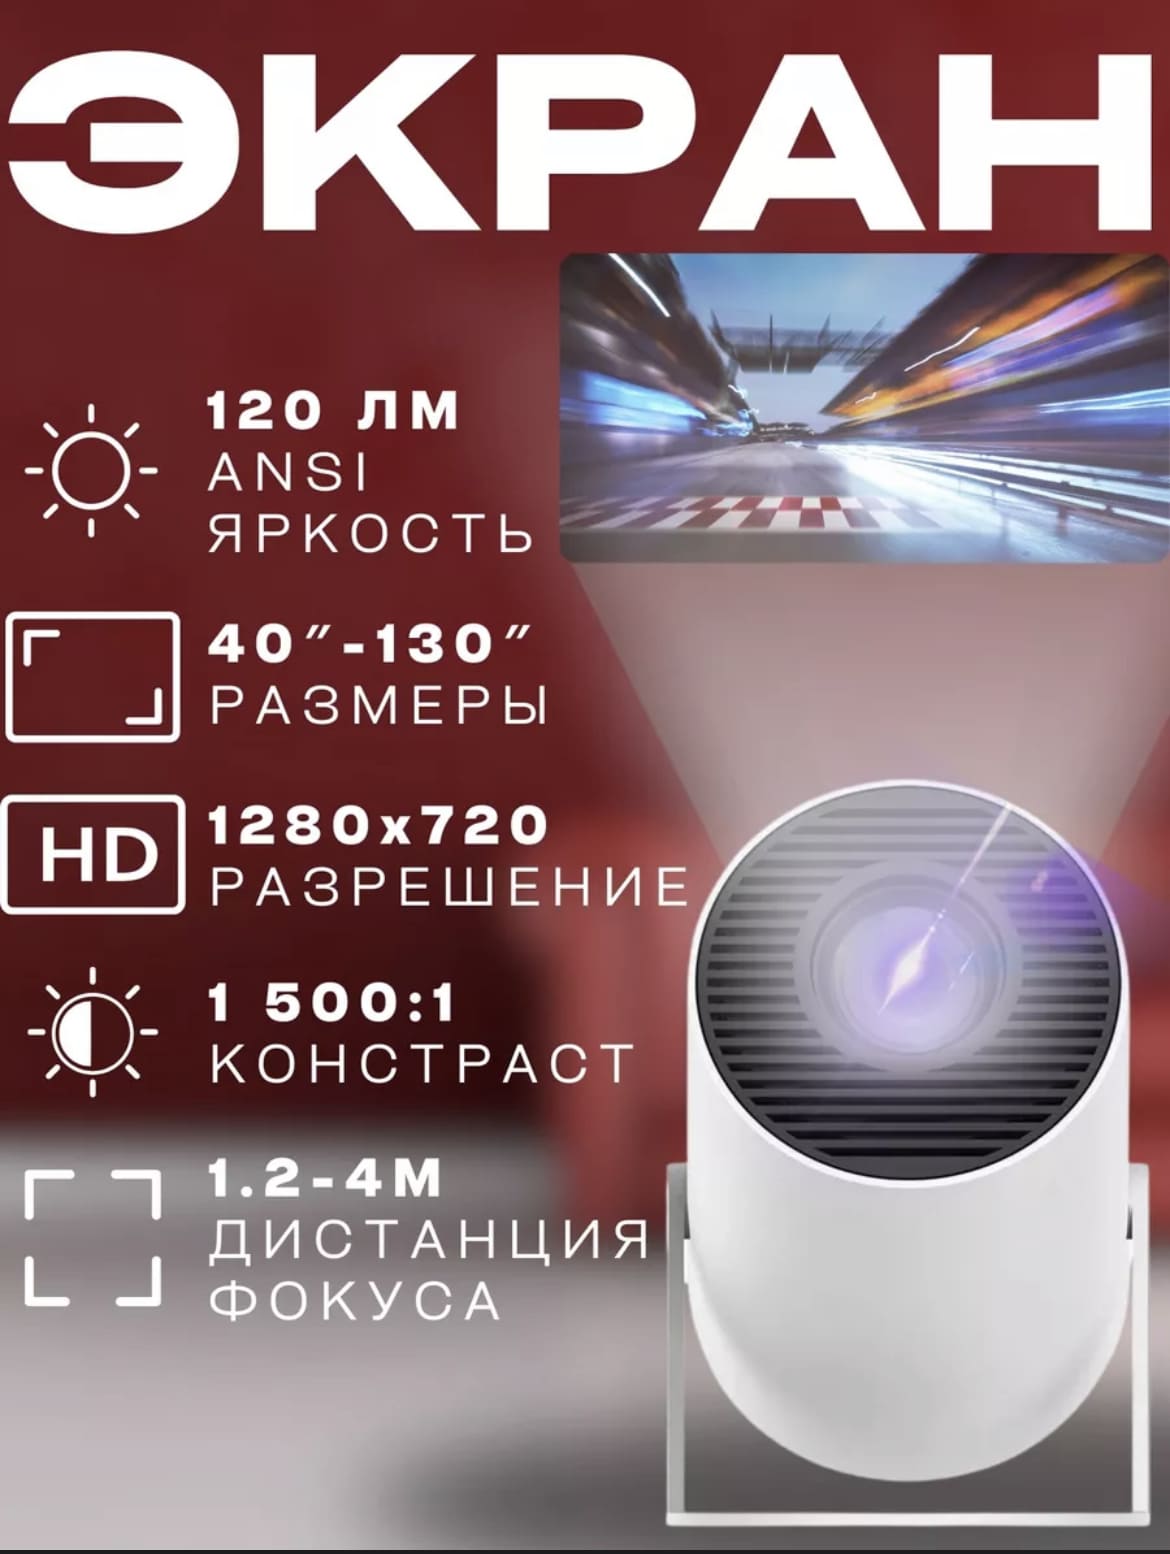 ЭКРАН
120 ЛМ
ANSI
ЯРКОСТЬ
40″-130″
РАЗМЕРЫ
HD
1280x720
РАЗРЕШЕНИЕ
1 500:1
КОНСТРАСТ
1.2-4М
ДИСТАНЦИЯ
ФОКУСА